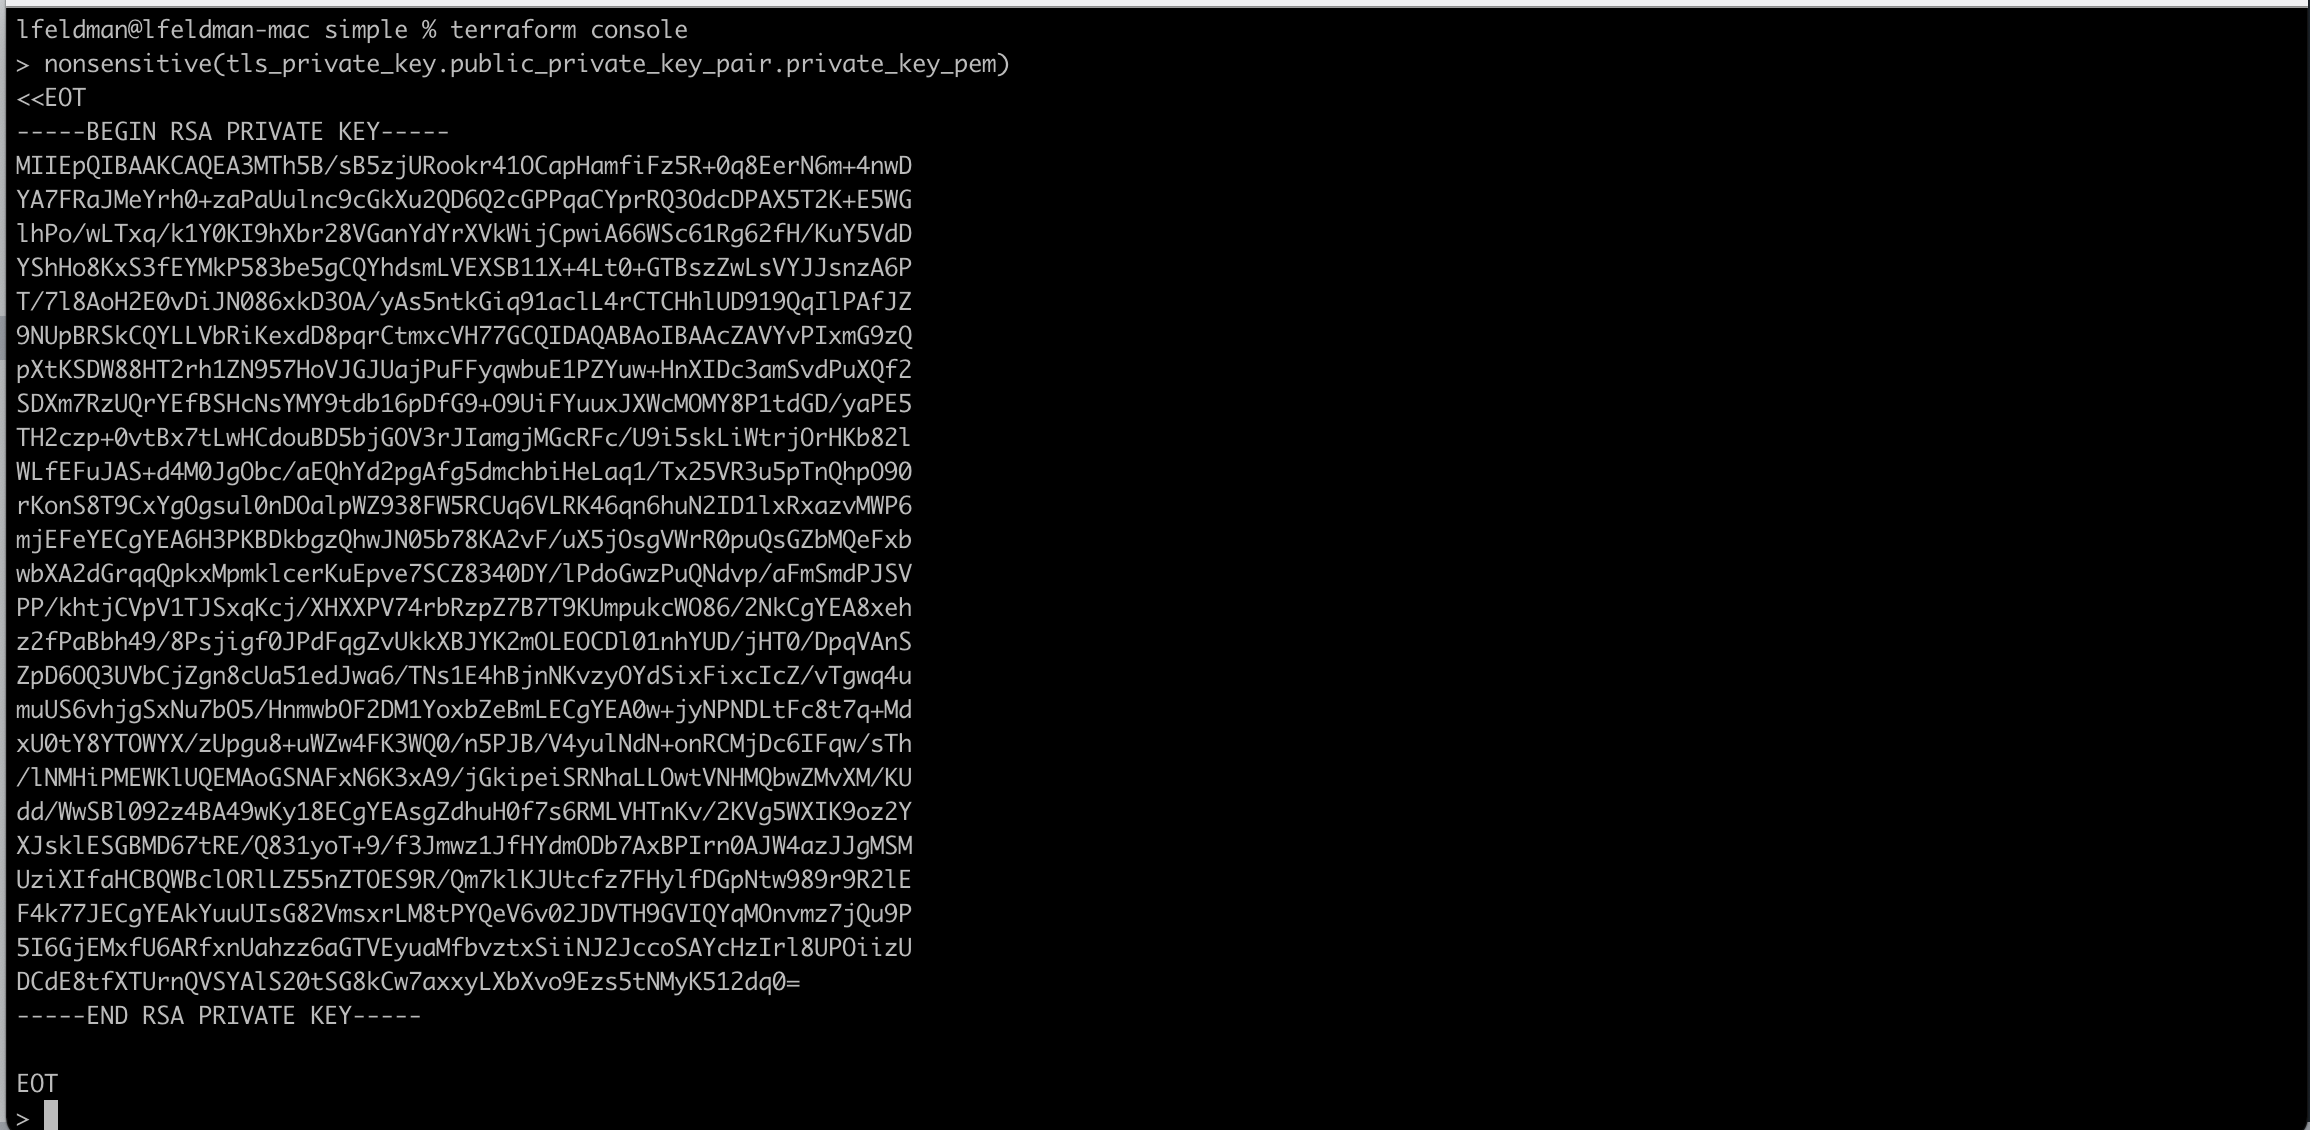 lfeldman@lfeldman-mac simple % terraform console
> nonsensitive(tls_private_key.public_private_key_pair.private_key_pem)
<<EOT
-----BEGIN RSA PRIVATE KEY-----
MIIEpQIBAAKCAQEA3MTh5B/sB5zjURookr41OCapHamfiFz5R+0q8EerN6m+4nwD
YA7FRaJMeYrh0+zaPaUulnc9cGkXu2QD6Q2cGPPqaCYprRQ3OdcDPAX5T2K+E5WG
lhPo/wLTxq/k1Y0KI9hXbr28VGanYdYrXVkWijCpwiA66WSc61Rg62fH/KuY5VdD
YShHo8KxS3fEYMkP583be5gCQYhdsmLVEXSB11X+4Lt0+GTBszZwLsVYJJsnzA6P
T/7l8AoH2E0vDiJN086xkD3OA/yAs5ntkGiq91aclL4rCTCHhlUD919QqIlPAfJZ
9NUpBRSkCQYLLVbRiKexdD8pqrCtmxcVH77GCQIDAQABAoIBAAcZAVYvPIxmG9zQ
pXtKSDW88HT2rh1ZN957HoVJGJUajPuFFyqwbuE1PZYuw+HnXIDc3amSvdPuXQf2
SDXm7RzUQrYEfBSHcNsYMY9tdb16pDfG9+O9UiFYuuxJXWcMOMY8P1tdGD/yaPE5
TH2czp+0vtBx7tLwHCdouBD5bjGOV3rJIamgjMGcRFc/U9i5skLiWtrjOrHKb82l
WLfEFuJAS+d4M0JgObc/aEQhYd2pgAfg5dmchbiHeLaq1/Tx25VR3u5pTnQhpO90
rKonS8T9CxYgOgsul0nDOalpWZ938FW5RCUq6VLRK46qn6huN2ID1lxRxazvMWP6
mjEFeYECgYEA6H3PKBDkbgzQhwJN05b78KA2vF/uX5jOsgVWrR0puQsGZbMQeFxb
wbXA2dGrqqQpkxMpmklcerKuEpve7SCZ8340DY/lPdoGwzPuQNdvp/aFmSmdPJSV
PP/khtjCVpV1TJSxqKcj/XHXXPV74rbRzpZ7B7T9KUmpukcWO86/2NkCgYEA8xeh
z2fPaBbh49/8Psjigf0JPdFqgZvUkkXBJYK2mOLEOCDl01nhYUD/jHT0/DpqVAnS
ZpD6OQ3UVbCjZgn8cUa51edJwa6/TNs1E4hBjnNKvzyOYdSixFixcIcZ/vTgwq4u
muUS6vhjgSxNu7bO5/HnmwbOF2DM1YoxbZeBmLECgYEA0w+jyNPNDLtFc8t7q+Md
xU0tY8YTOWYX/zUpgu8+uWZw4FK3WQ0/n5PJB/V4yulNdN+onRCMjDc6IFqw/sTh
/lNMHiPMEWKlUQEMAoGSNAFxN6K3xA9/jGkipeiSRNhaLLOwtVNHMQbwZMvXM/KU
dd/WwSBl092z4BA49wKy18ECgYEAsgZdhuH0f7s6RMLVHTnKv/2KVg5WXIK9oz2Y
XJsklESGBMD67tRE/Q831yoT+9/f3Jmwz1JfHYdmODb7AxBPIrn0AJW4azJJgMSM
UziXIfaHCBQWBclORlLZ55nZTOES9R/Qm7klKJUtcfz7FHylfDGpNtw989r9R2lE
F4k77JECgYEAkYuuUIsG82VmsxrLM8tPYQeV6v02JDVTH9GVIQYqMOnvmz7jQu9P
5I6GjEMxfU6ARfxnUahzz6aGTVEyuaMfbvztxSiiNJ2JccoSAYcHzIrl8UPOiizU
DCdE8tfXTUrnQVSYAlS20tSG8kCw7axxyLXbXvo9Ezs5tNMyK512dq0=
-----END RSA PRIVATE KEY-----
EOT
>